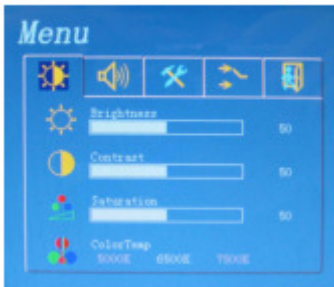 Menu
Brightness
50
Contrast
50
Saturation
50
ColorTemp
5000K 6500K 7500K